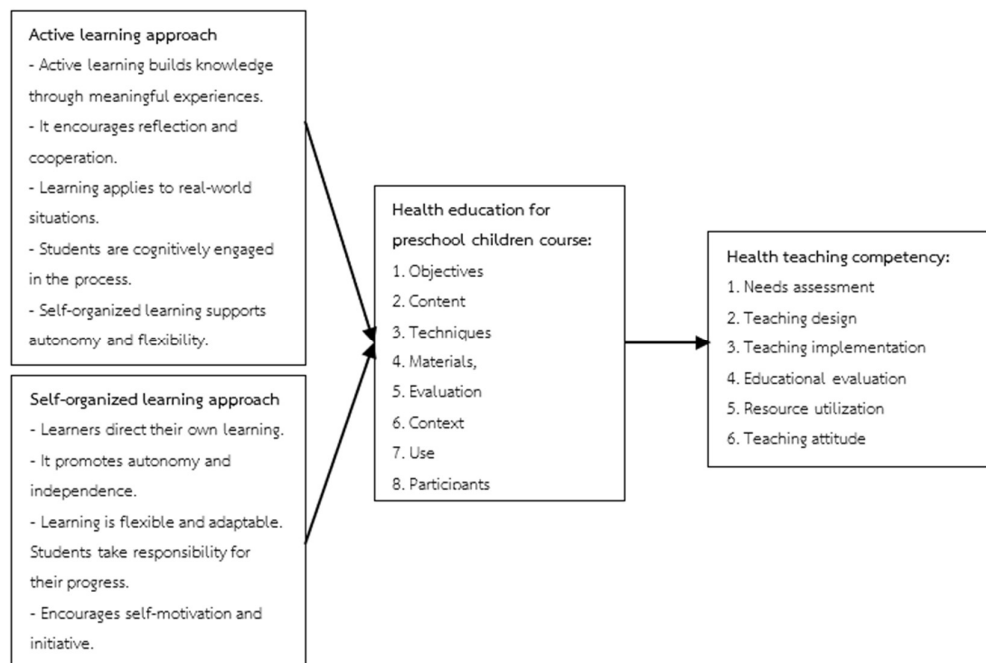 Active learning approach
- Active learning builds knowledge
through meaningful experiences.
- It encourages reflection and
cooperation.
- Learning applies to real-world
situations.
- Students are cognitively engaged
in the process.
- Self-organized learning supports
autonomy and flexibility.
Self-organized learning approach
- Learners direct their own learning.
- It promotes autonomy and
independence.
- Learning is flexible and adaptable.
Students take responsibility for
their progress.
- Encourages self-motivation and
initiative.
Health education for
preschool children course:
1. Objectives
2. Content
3. Techniques
4. Materials,
5. Evaluation
6. Context
7. Use
8. Participants
Health teaching competency:
1. Needs assessment
2. Teaching design
3. Teaching implementation
4. Educational evaluation
5. Resource utilization
6. Teaching attitude